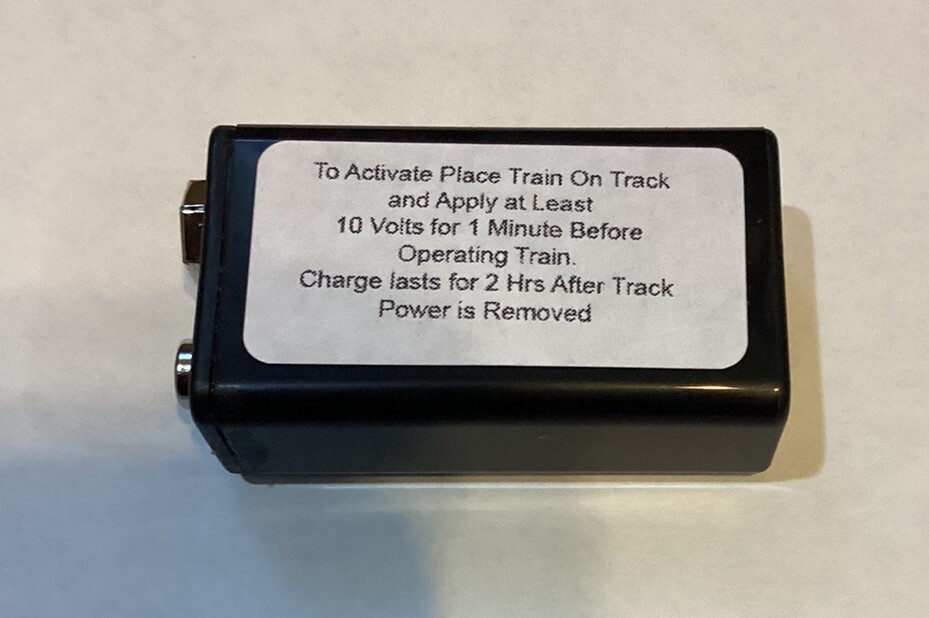 To Activate Place Train On Track
and Apply at Least
10 Volts for 1 Minute Before
Operating Train.
Charge lasts for 2 Hrs After Track
Power is Removed